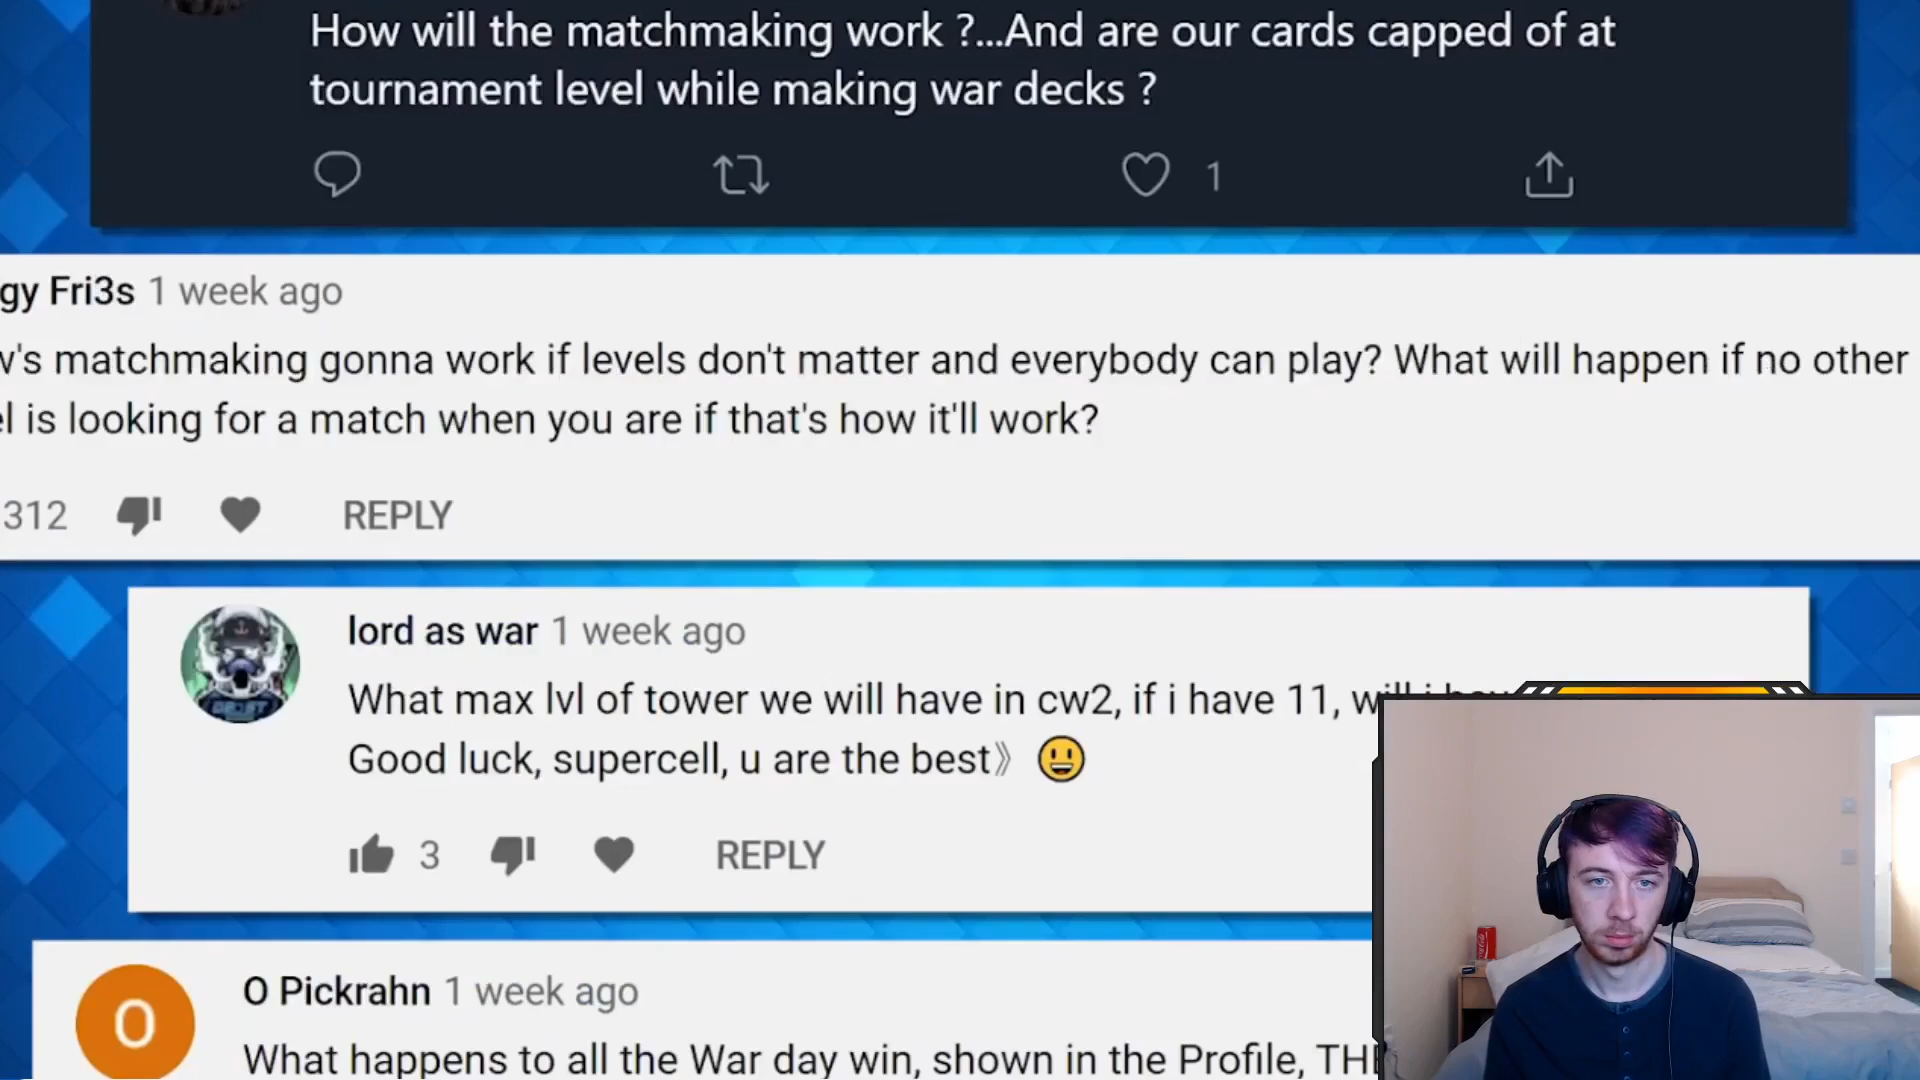 How will the matchmaking work ?...And are our cards capped of at
tournament level while making war decks ?
1
gy Fri3s 1 week ago
w's matchmaking gonna work if levels don't matter and everybody can play? What will happen if no other
el is looking for a match when you are if that's how it'll work?
312 REPLY
lord as war 1 week ago
What max lvl of tower we will have in cw2, if i have 11, will i
Good luck, supercell, u are the best》 😃
3 REPLY
O
O Pickrahn 1 week ago
What happens to all the War day win, shown in the Profile,